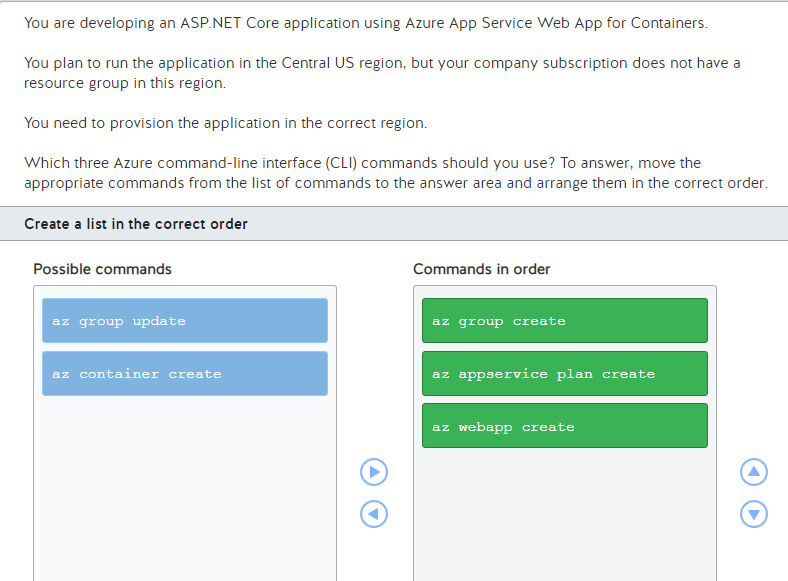 You are developing an ASP.NET Core application using Azure App Service Web App for Containers.
You plan to run the application in the Central US region, but your company subscription does not have a
resource group in this region.
You need to provision the application in the correct region.
Which three Azure command-line interface (CLI) commands should you use? To answer, move the
appropriate commands from the list of commands to the answer area and arrange them in the correct order.
Create a list in the correct order
Possible commands
az group update
az container create
Commands in order
az group create
az appservice plan create
az webapp create